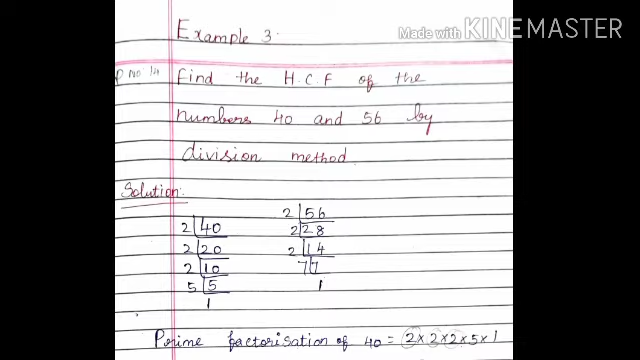 Made with KINEMASTER
Example 3.
P NO 14 Find the H.C.F of the
numbers 40 and 56 by
division method.
Solution:
2 | 56
2 | 40 2 | 28
2 | 20 2 | 14
2 | 10 7 | 7
5 | 5 1
1
Prime factorisation of 40 = 2×2×2×5×1